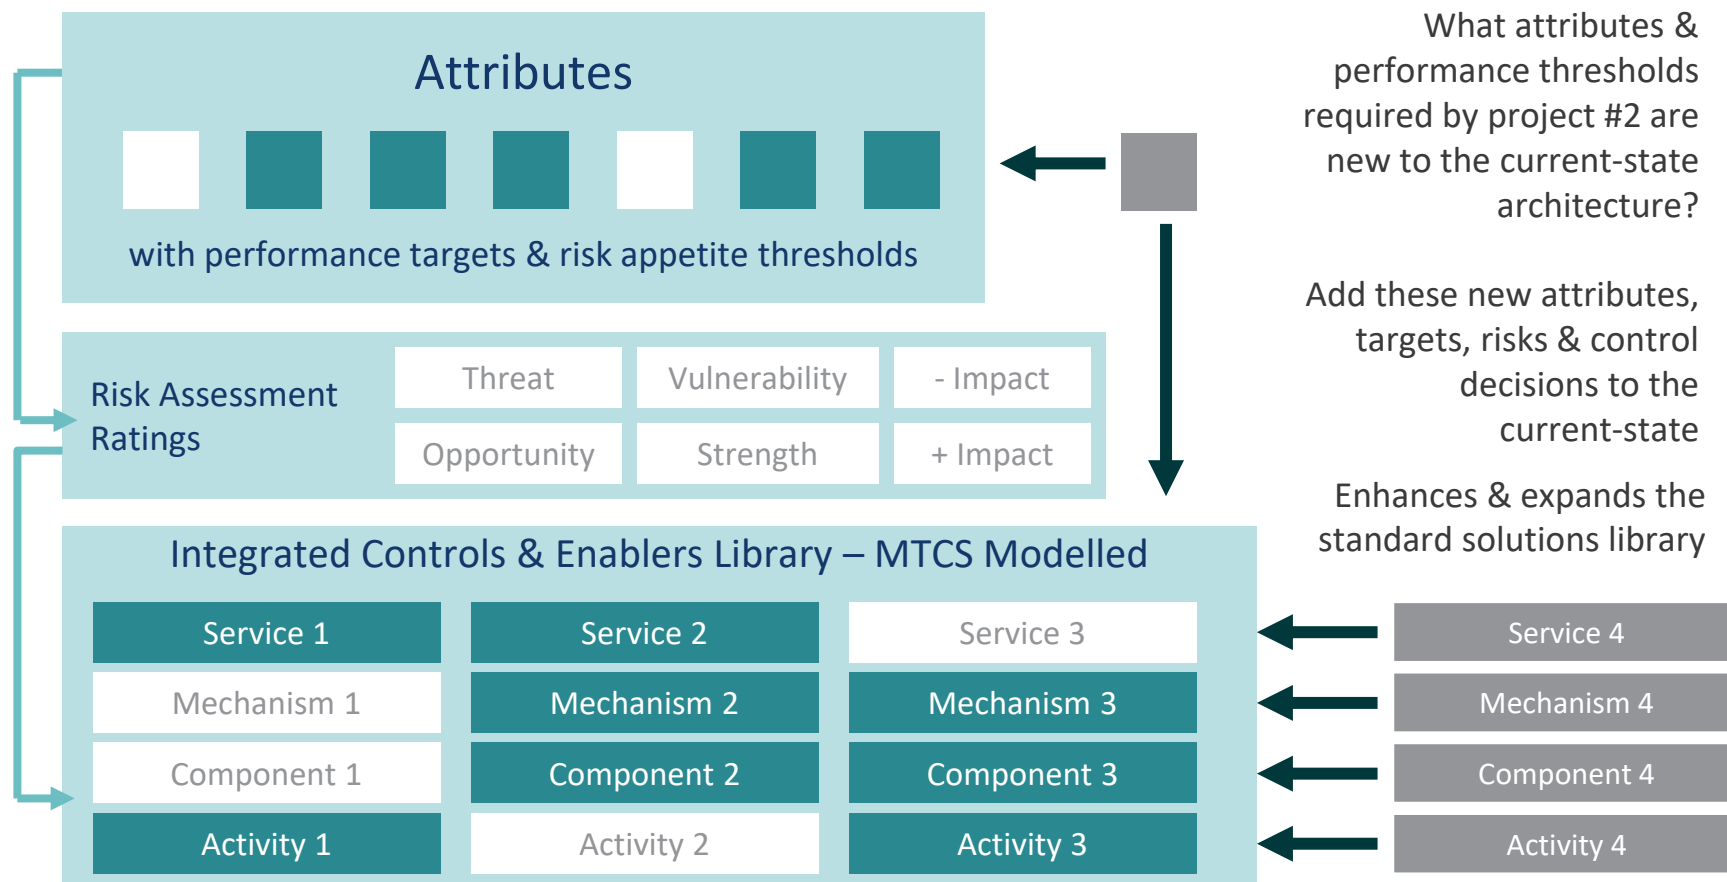 Attributes
with performance targets & risk appetite thresholds
What attributes &
performance thresholds
required by project #2 are
new to the current-state
architecture?
Add these new attributes,
targets, risks & control
decisions to the
current-state
Enhances & expands the
standard solutions library
Risk Assessment
Ratings
Threat
Vulnerability
- Impact
Opportunity
Strength
+ Impact
Integrated Controls & Enablers Library – MTCS Modelled
Service 1
Service 2
Service 3
Service 4
Mechanism 1
Mechanism 2
Mechanism 3
Mechanism 4
Component 1
Component 2
Component 3
Component 4
Activity 1
Activity 2
Activity 3
Activity 4